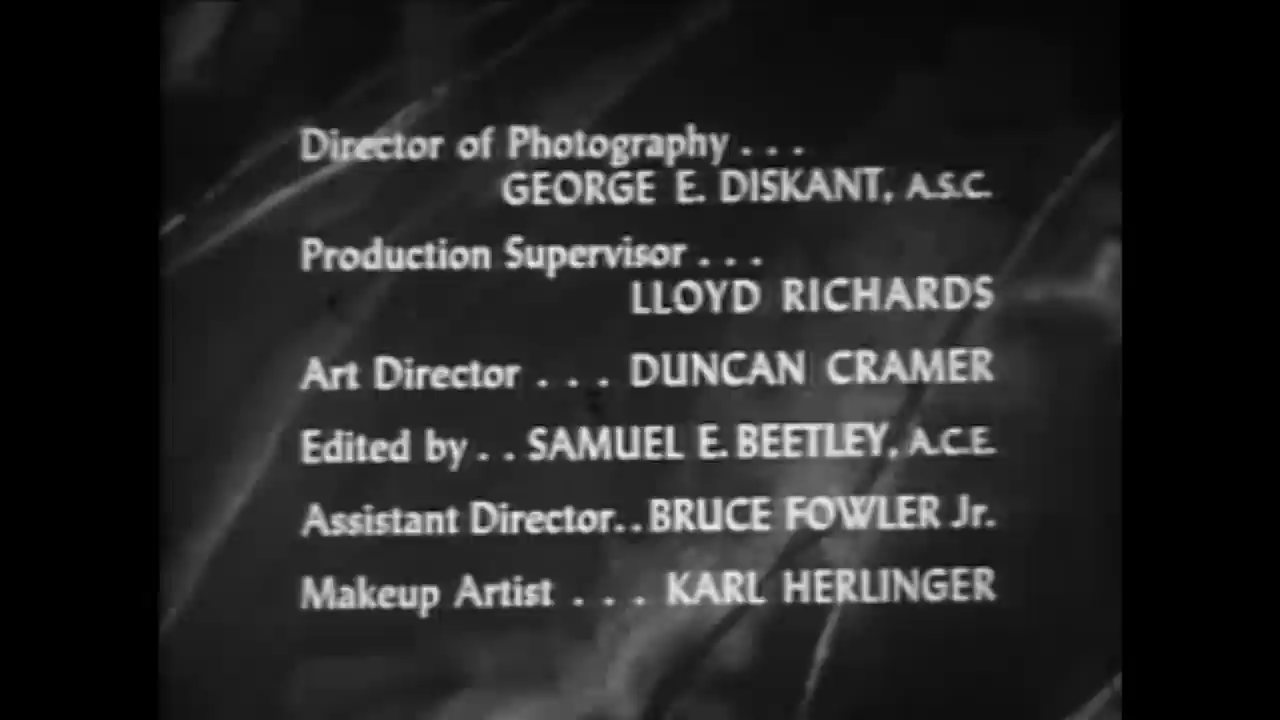 Director of Photography . . .
GEORGE E. DISKANT, A.S.C.
Production Supervisor . . .
LLOYD RICHARDS
Art Director . . . DUNCAN CRAMER
Edited by . . SAMUEL E. BEETLEY, A.C.E.
Assistant Director.. BRUCE FOWLER Jr.
Makeup Artist . . . KARL HERLINGER